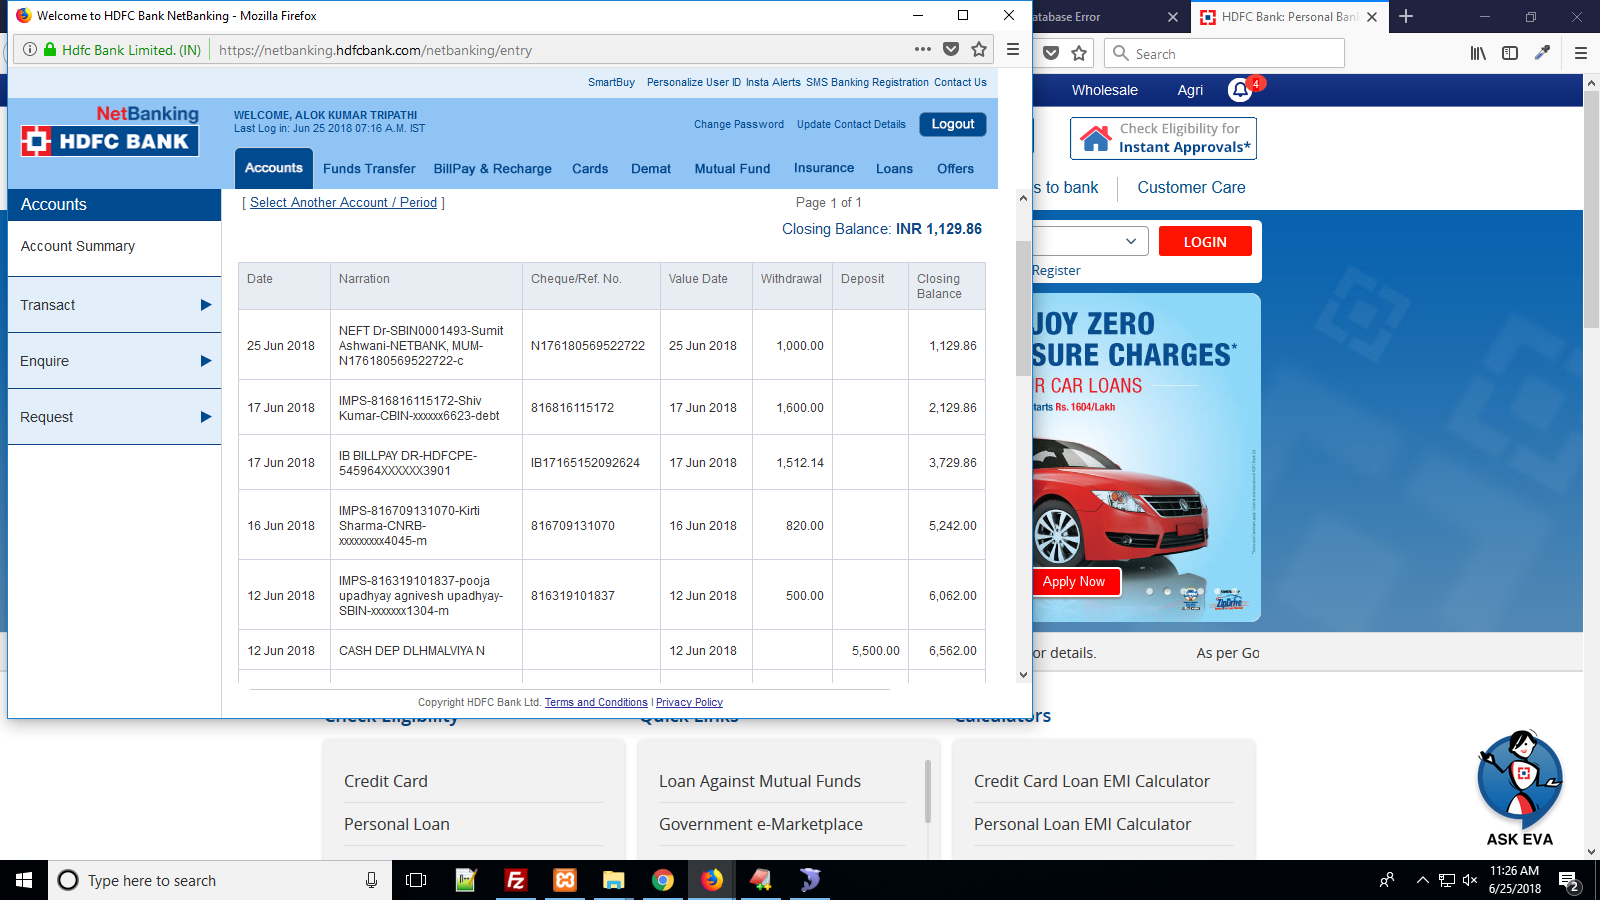 Welcome to HDFC Bank NetBanking - Mozilla Firefox
Hdfc Bank Limited. (IN)
https://netbanking.hdfcbank.com/netbanking/entry
SmartBuy Personalize User ID Insta Alerts SMS Banking Registration Contact Us
NetBanking
HDFC BANK
WELCOME, ALOK KUMAR TRIPATHI
Last Log in: Jun 25 2018 07:16 A.M. IST
Change Password Update Contact Details Logout
Accounts Funds Transfer BillPay & Recharge Cards Demat Mutual Fund Insurance Loans Offers
Accounts
Account Summary
Transact
Enquire
Request
[ Select Another Account / Period ]
Page 1 of 1
Closing Balance: INR 1,129.86
Date Narration Cheque/Ref. No. Value Date Withdrawal Deposit Closing
Balance
NEFT Dr-SBIN0001493-Sumit
25 Jun 2018 Ashwani-NETBANK, MUM- N176180569522722 25 Jun 2018 1,000.00 1,129.86
N176180569522722-c
IMPS-816816115172-Shiv
17 Jun 2018 816816115172 17 Jun 2018 1,600.00 2,129.86
Kumar-CBIN-xxxxxx6623-debt
IB BILLPAY DR-HDFCPE-
17 Jun 2018 IB17165152092624 17 Jun 2018 1,512.14 3,729.86
545964XXXXXX3901
IMPS-816709131070-Kirti
16 Jun 2018 Sharma-CNRB- 816709131070 16 Jun 2018 820.00 5,242.00
xxxxxxxxx4045-m
IMPS-816319101837-pooja
12 Jun 2018 upadhyay agnivesh upadhyay- 816319101837 12 Jun 2018 500.00 6,062.00
SBIN-xxxxxxx1304-m
12 Jun 2018 CASH DEP DLHMALVIYA N 12 Jun 2018 5,500.00 6,562.00
Copyright HDFC Bank Ltd. Terms and Conditions | Privacy Policy
atabase Error
HDFC Bank: Personal Bank
Search
Wholesale Agri
4
Check Eligibility for
Instant Approvals*
s to bank Customer Care
LOGIN
Register
JOY ZERO
SURE CHARGES*
R CAR LOANS
tarts Rs. 1604/Lakh
Apply Now
ZipDrive
or details. As per Go
Check Eligibility Quick Links Calculators
Credit Card
Personal Loan
Loan Against Mutual Funds
Government e-Marketplace
Credit Card Loan EMI Calculator
Personal Loan EMI Calculator
ASK EVA
Type here to search
11:26 AM
6/25/2018
2